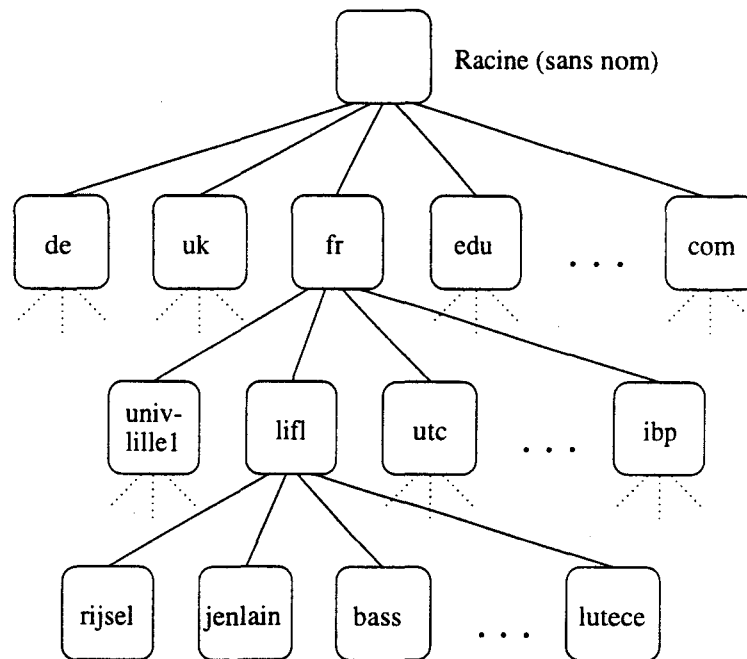 Racine (sans nom)
de uk fr edu . . . com
univ-
lille1 lifl utc . . . ibp
rijsel jenlain bass . . . lutece